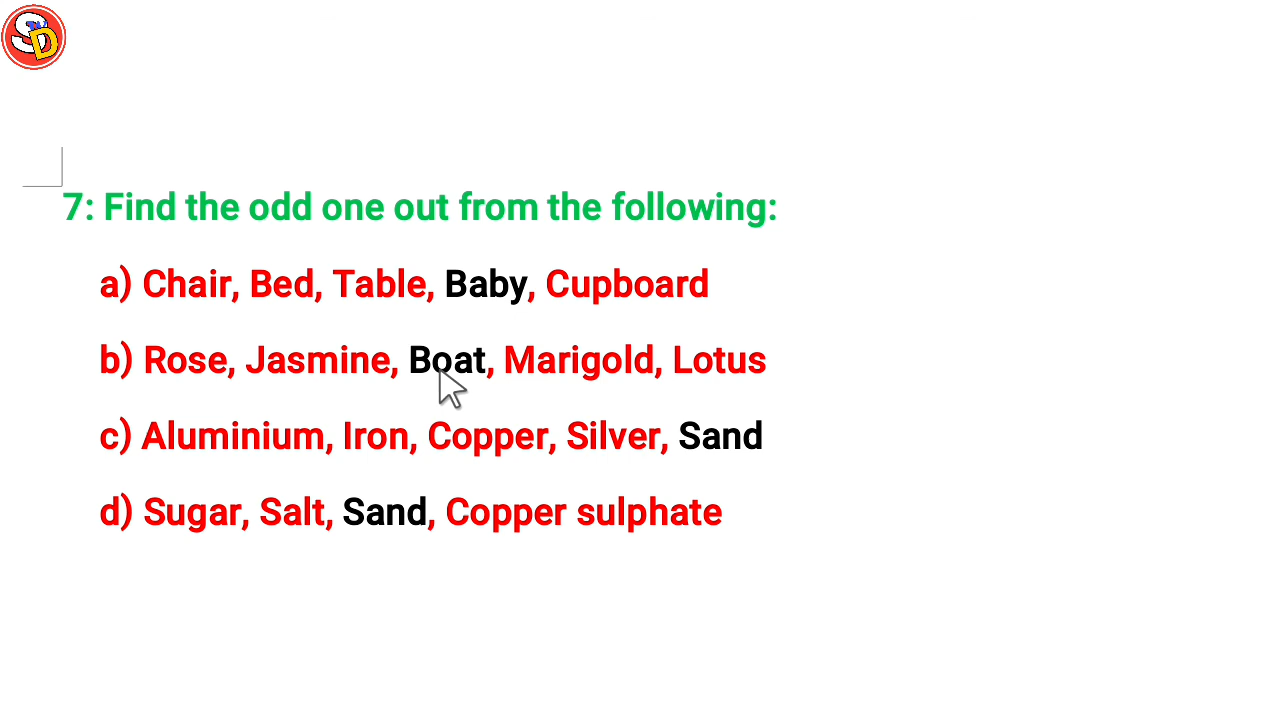 7: Find the odd one out from the following:
a) Chair, Bed, Table, Baby, Cupboard
b) Rose, Jasmine, Boat, Marigold, Lotus
c) Aluminium, Iron, Copper, Silver, Sand
d) Sugar, Salt, Sand, Copper sulphate